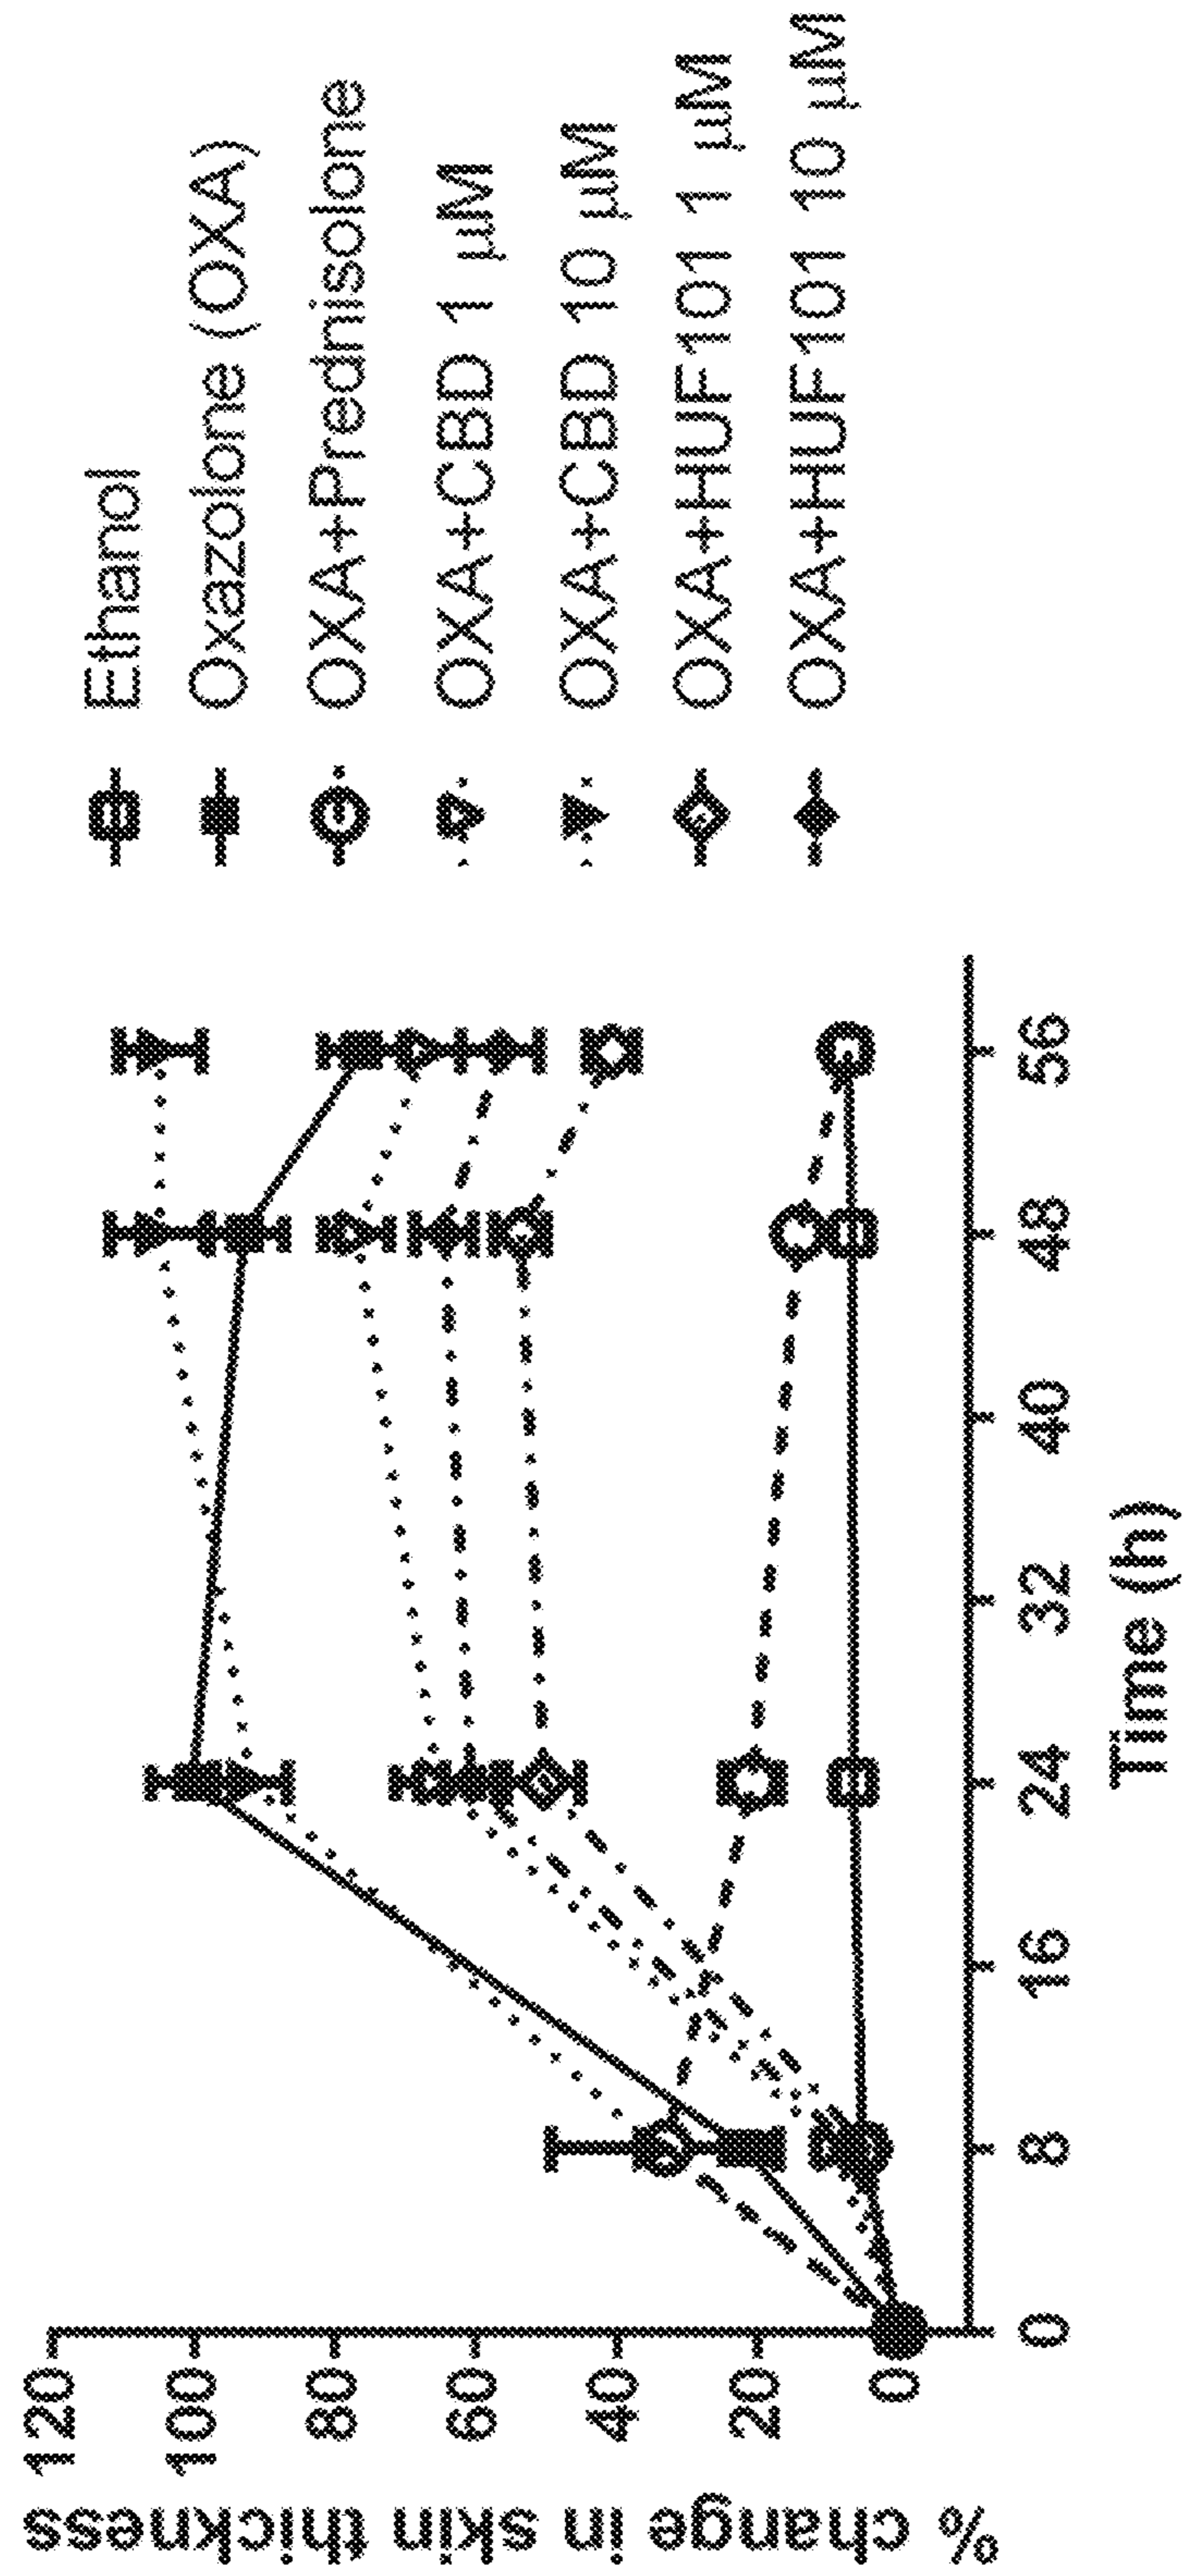 % change in skin thickness
120
100
80
60
40
20
0
0
8
16
24
32
40
48
56
Time (h)
Ethanol
Oxazolone (OXA)
OXA+Prednisolone
OXA+CBD 1 µM
OXA+CBD 10 µM
OXA+HUF101 1 µM
OXA+HUF101 10 µM